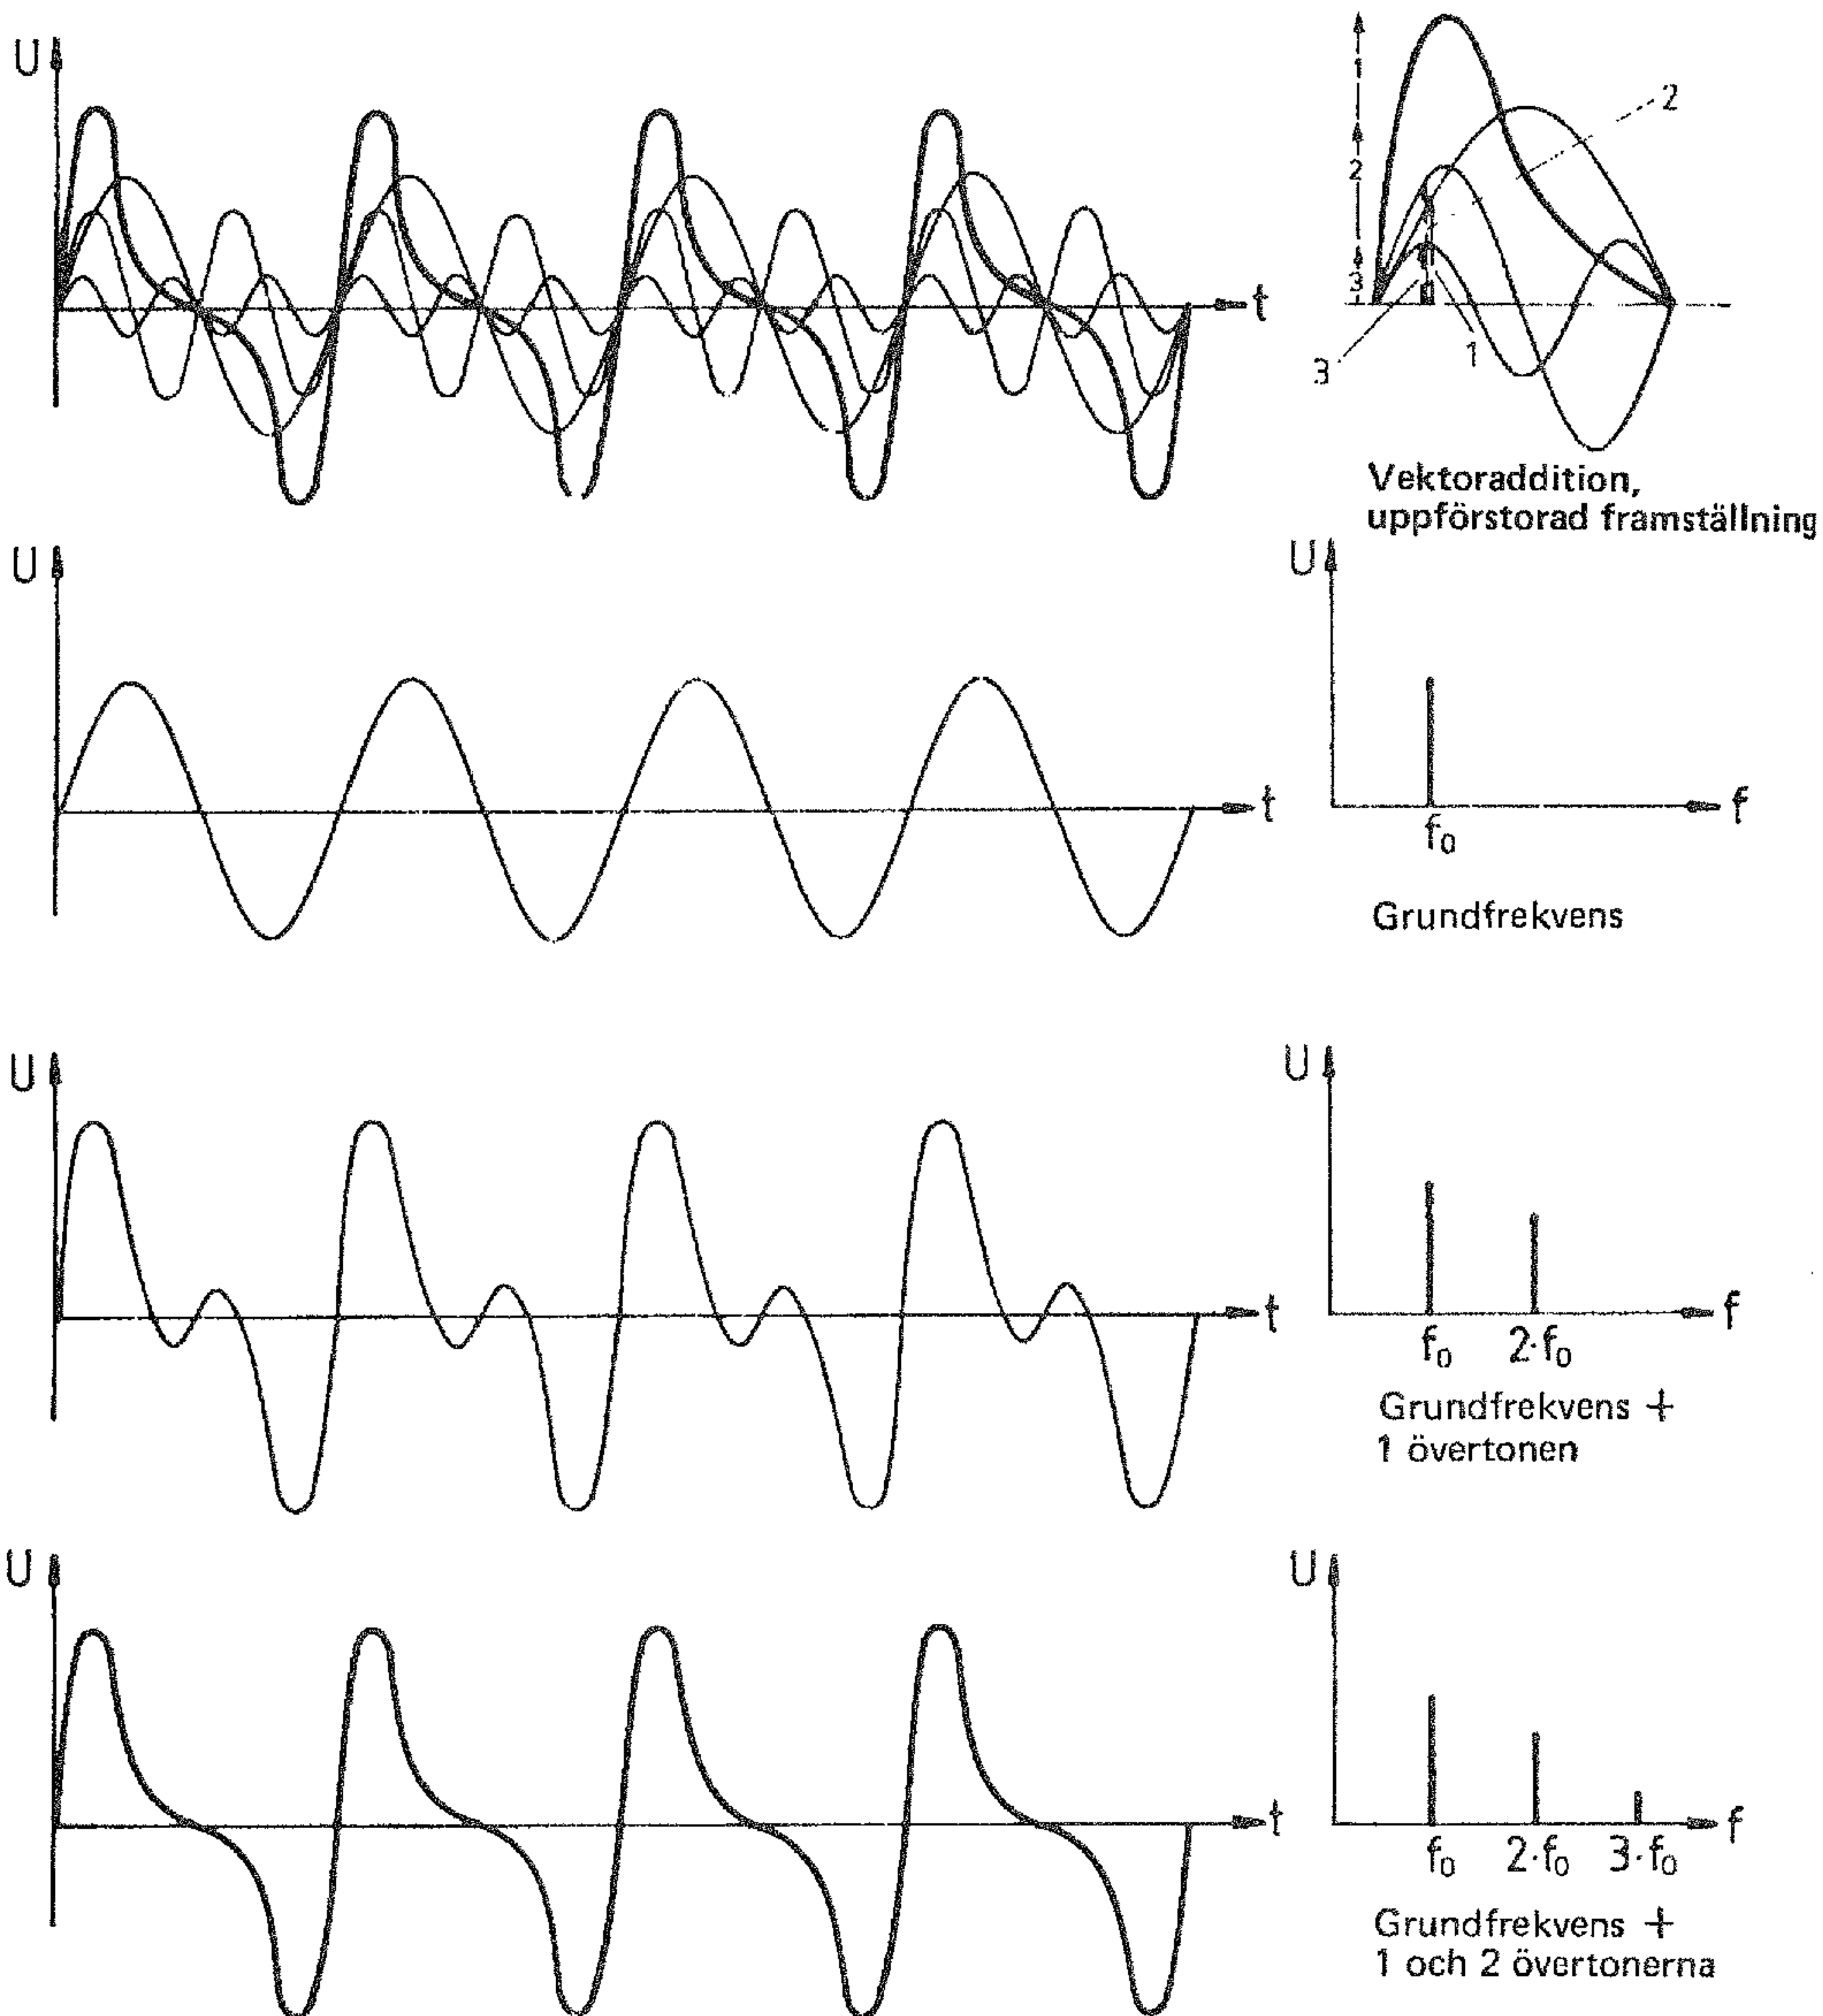 U
t
1
2
3
2
3
1
Vektoraddition,
uppförstorad framställning
U
t
U
f
f₀
Grundfrekvens
U
t
U
f
f₀ 2·f₀
Grundfrekvens +
1 övertonen
U
t
U
f
f₀ 2·f₀ 3·f₀
Grundfrekvens +
1 och 2 övertonerna